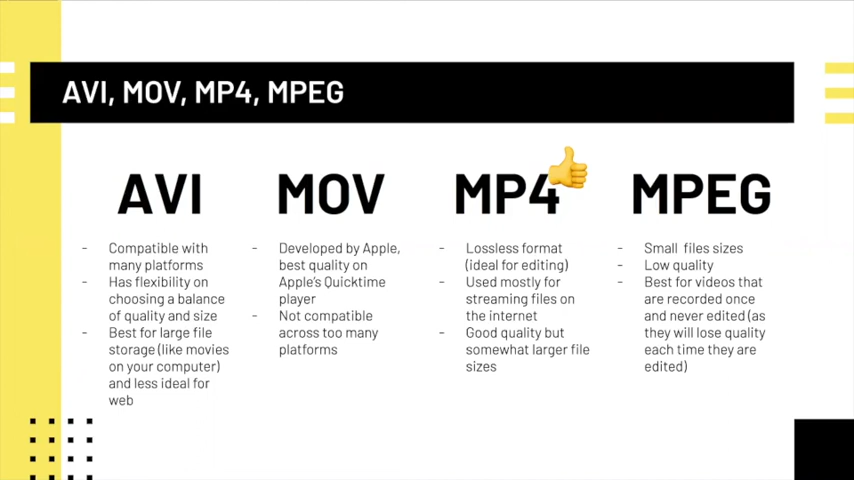 AVI, MOV, MP4, MPEG
AVI
- Compatible with
many platforms
- Has flexibility on
choosing a balance
of quality and size
- Best for large file
storage (like movies
on your computer)
and less ideal for
web
MOV
- Developed by Apple,
best quality on
Apple's Quicktime
player
- Not compatible
across too many
platforms
MP4
- Lossless format
(ideal for editing)
- Used mostly for
streaming files on
the internet
- Good quality but
somewhat larger file
sizes
MPEG
- Small files sizes
- Low quality
- Best for videos that
are recorded once
and never edited (as
they will lose quality
each time they are
edited)